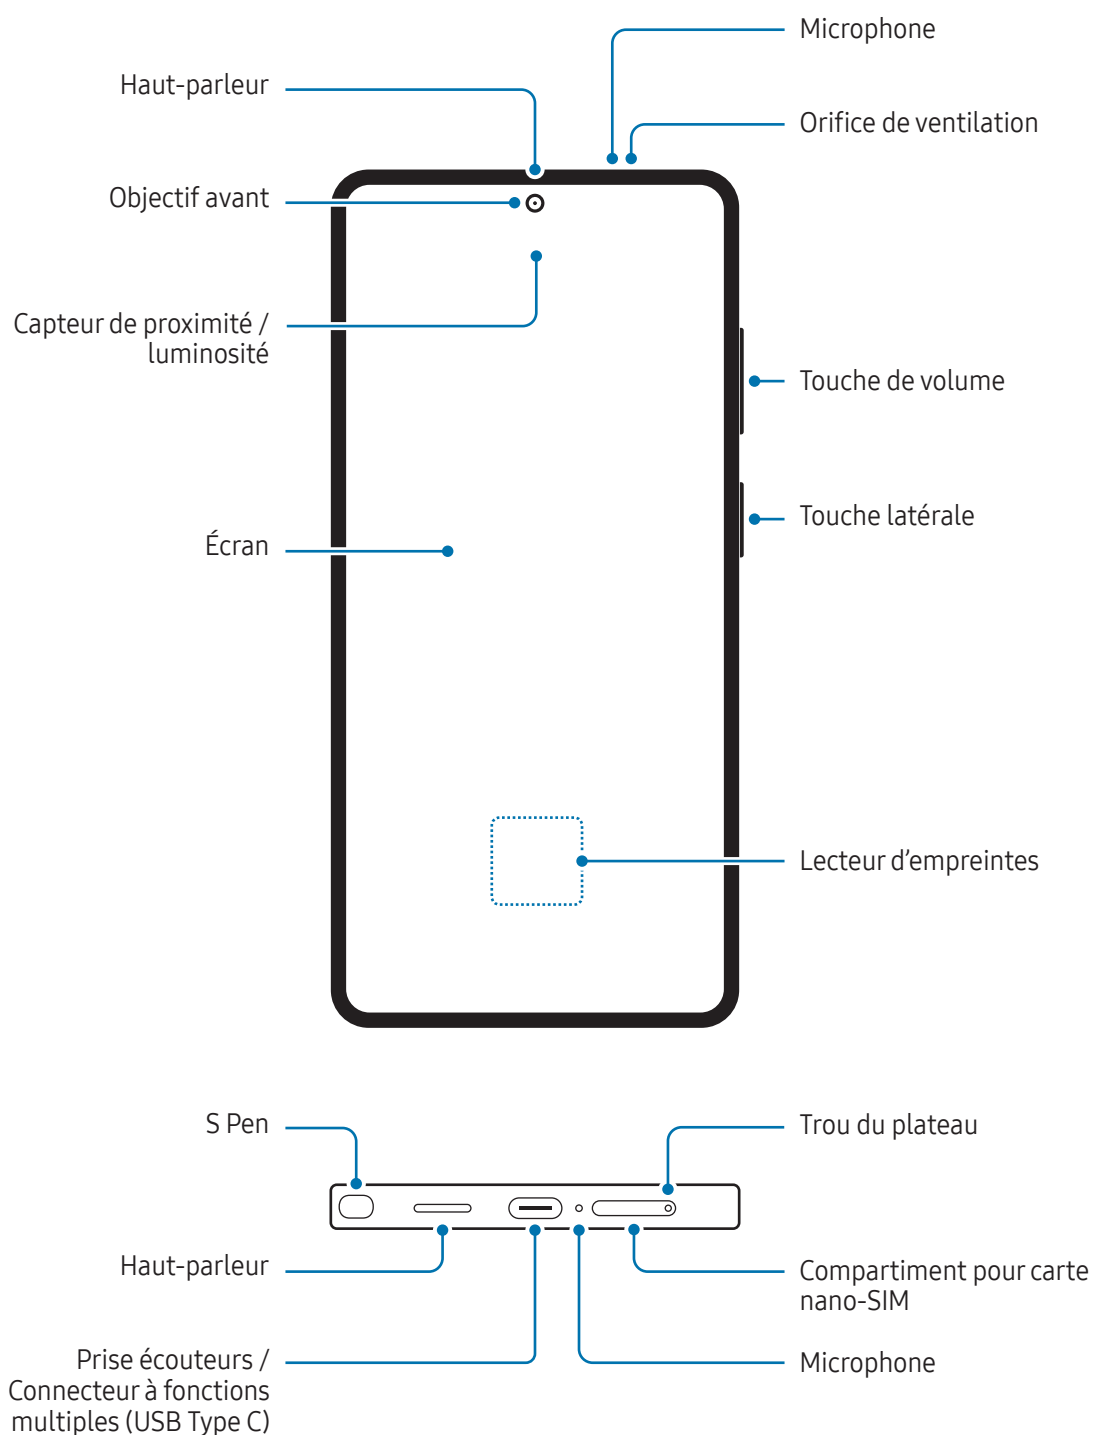 Microphone
Haut-parleur
Orifice de ventilation
Objectif avant
Capteur de proximité /
luminosité
Touche de volume
Touche latérale
Écran
Lecteur d’empreintes
S Pen
Trou du plateau
Haut-parleur
Compartiment pour carte
nano-SIM
Prise écouteurs /
Connecteur à fonctions
multiples (USB Type C)
Microphone